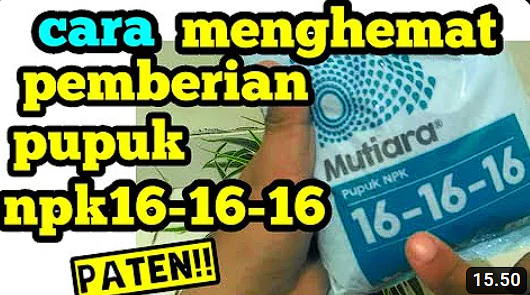 cara menghemat
pemberian
pupuk
npk16-16-16
PATEN!!
Mutiara®
Pupuk NPK
16-16-16
15.50